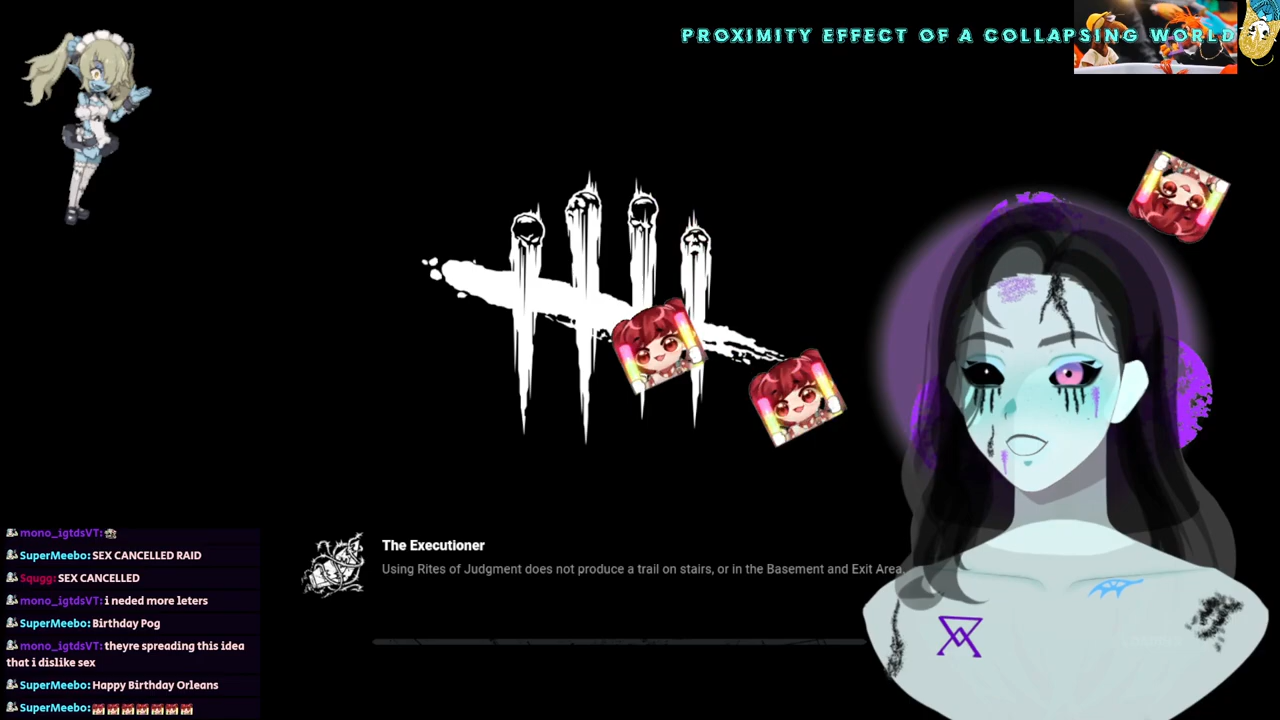 PROXIMITY EFFECT OF A COLLAPSING WORLD
The Executioner
Using Rites of Judgment does not produce a trail on stairs, or in the Basement and Exit Area.
mono_igtdsVT:
SuperMeebo: SEX CANCELLED RAID
Squgg: SEX CANCELLED
mono_igtdsVT: i neded more leters
SuperMeebo: Birthday Pog
mono_igtdsVT: theyre spreading this idea
that i dislike sex
SuperMeebo: Happy Birthday Orleans
SuperMeebo: